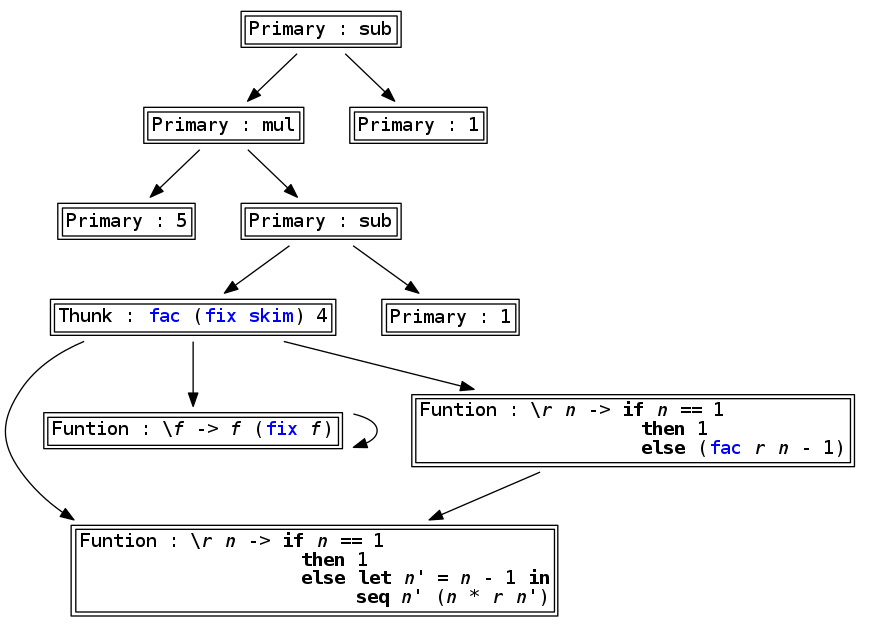 Primary : sub
Primary : mul
Primary : 1
Primary : 5
Primary : sub
Thunk : fac (fix skim) 4
Primary : 1
Funtion : \f -> f (fix f)
Funtion : \r n -> if n == 1
then 1
else (fac r n - 1)
Funtion : \r n -> if n == 1
then 1
else let n' = n - 1 in
seq n' (n * r n')